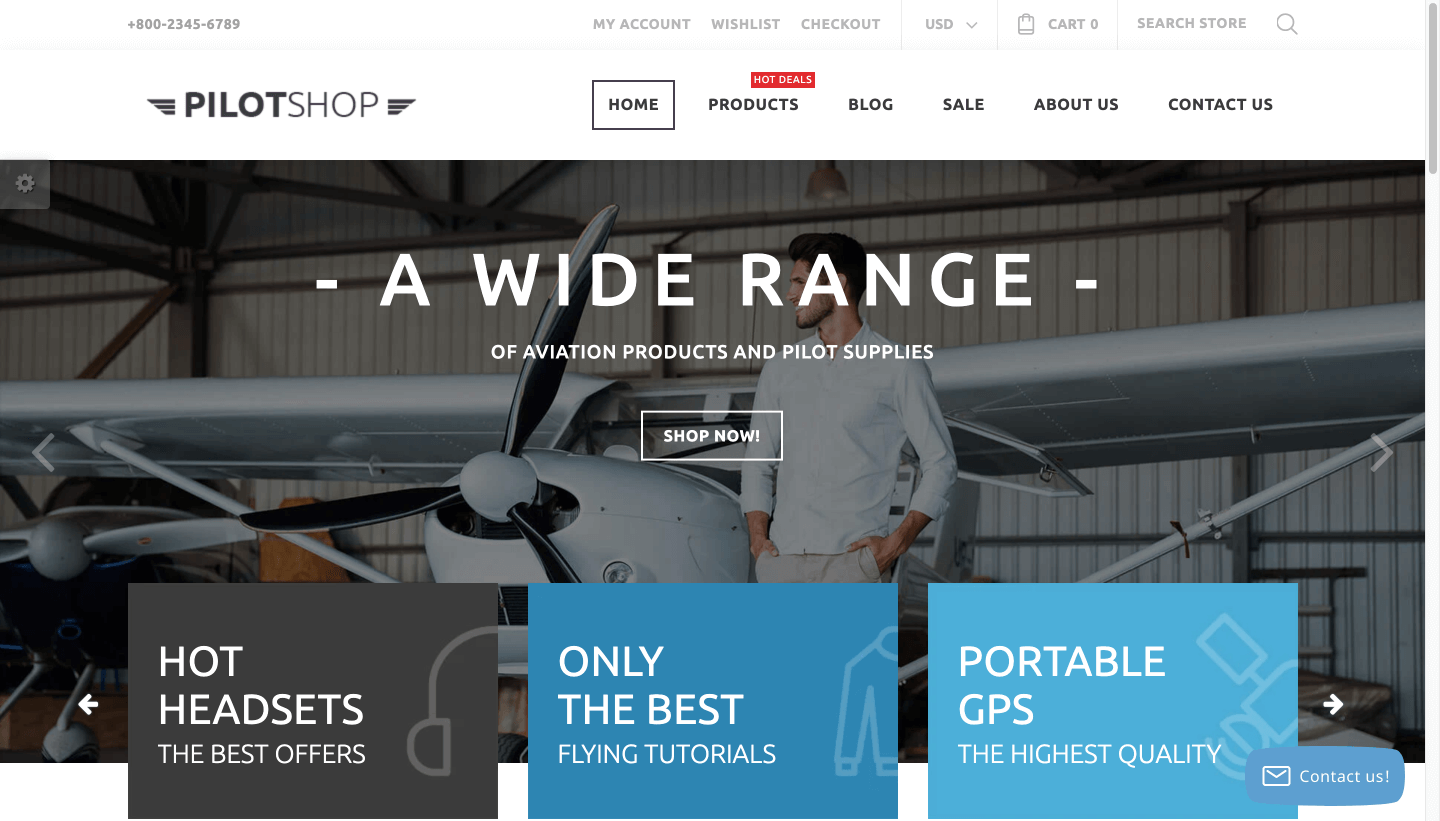 +800-2345-6789
MY ACCOUNT WISHLIST CHECKOUT USD CART 0 SEARCH STORE
PILOTSHOP
HOT DEALS
HOME PRODUCTS BLOG SALE ABOUT US CONTACT US
- A WIDE RANGE -
OF AVIATION PRODUCTS AND PILOT SUPPLIES
SHOP NOW!
HOT
HEADSETS
THE BEST OFFERS
ONLY
THE BEST
FLYING TUTORIALS
PORTABLE
GPS
THE HIGHEST QUALITY
Contact us!